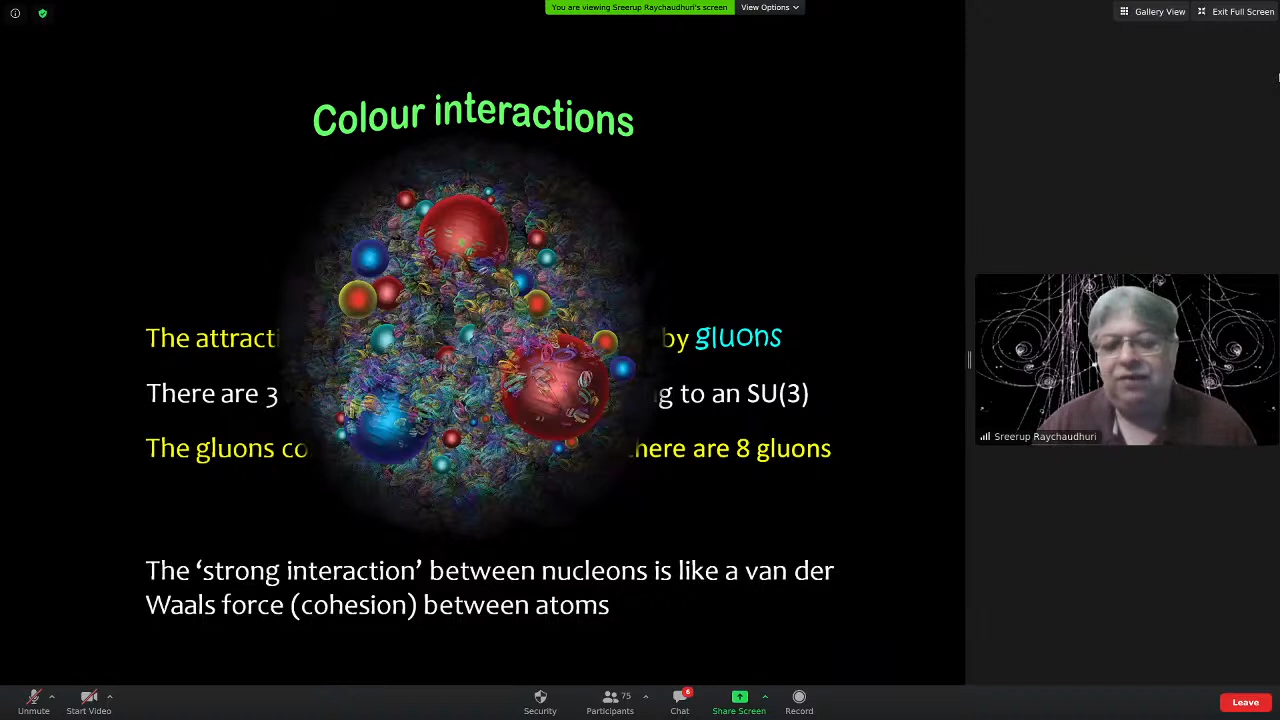 You are viewing Sreerup Raychaudhuri's screen
View Options
Gallery View
Exit Full Screen
Colour interactions
The attracti by gluons
There are 3 g to an SU(3)
The gluons co here are 8 gluons
Sreerup Raychaudhuri
The ‘strong interaction’ between nucleons is like a van der
Waals force (cohesion) between atoms
Unmute
Start Video
Security
75
Participants
6
Chat
Share Screen
Record
Leave